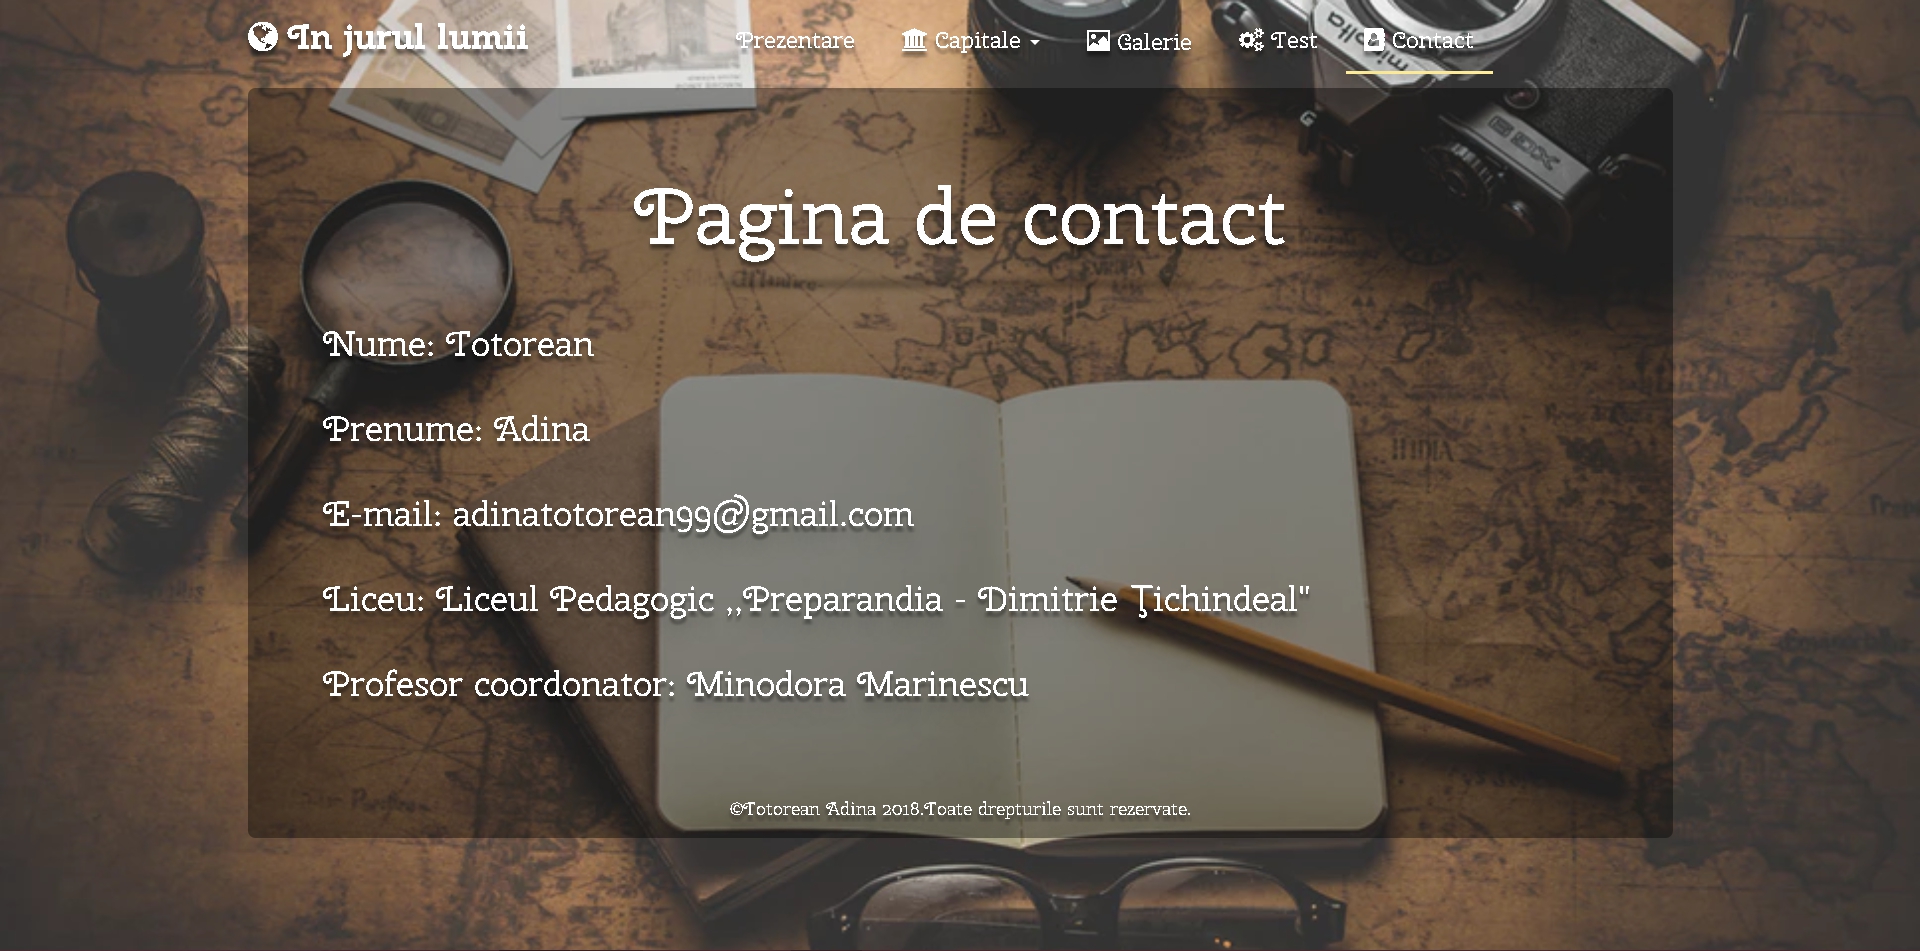 In jurul lumii
Prezentare Capitale Galerie Test Contact
Pagina de contact
Nume: Totorean
Prenume: Adina
E-mail: adinatotorean99@gmail.com
Liceu: Liceul Pedagogic ,,Preparandia - Dimitrie Ţichindeal"
Profesor coordonator: Minodora Marinescu
©Totorean Adina 2018.Toate drepturile sunt rezervate.